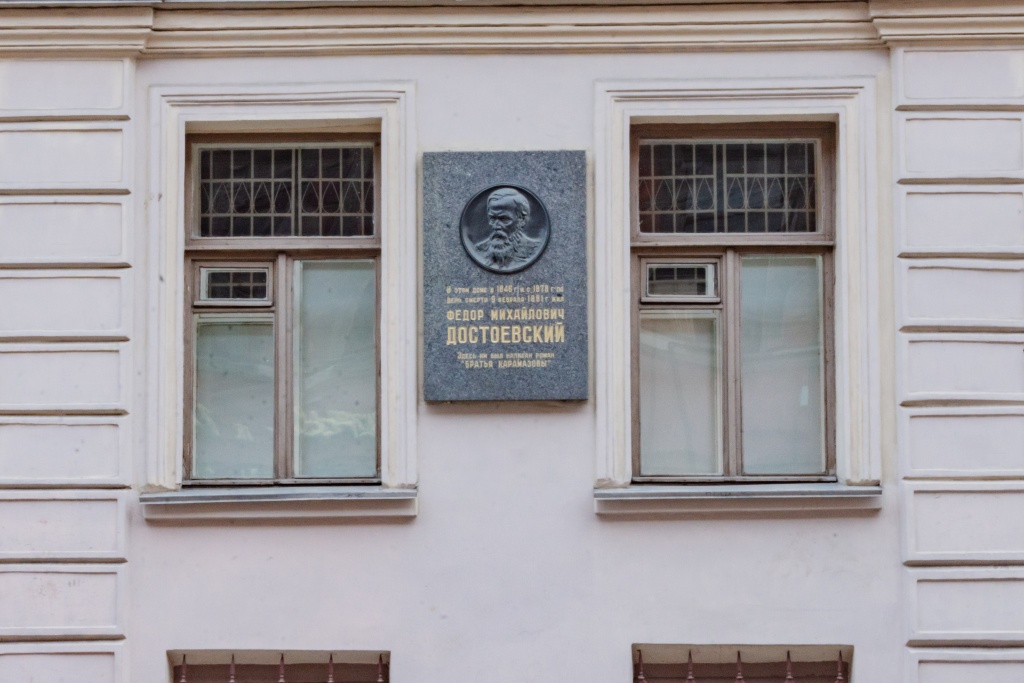 В этом доме в 1846 г. и с 1878 г. по
день смерти 9 февраля 1881 г. жил
ФЕДОР МИХАЙЛОВИЧ
ДОСТОЕВСКИЙ
Здесь им был написан роман
"БРАТЬЯ КАРАМАЗОВЫ"